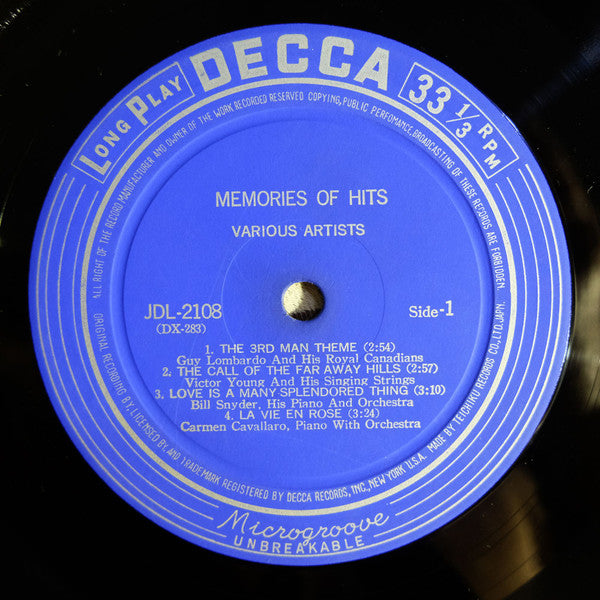 LONG PLAY DECCA 33 1/3 RPM
ALL RIGHT OF THE RECORD MANUFACTURER AND OWNER OF THE WORK RECORDED RESERVED COPYING, PUBLIC PERFOMANCE, BROADCASTING OF THESE RECORDS ARE FORBIDDEN.
MEMORIES OF HITS
VARIOUS ARTISTS
JDL-2108
(DX-283)
Side-1
1. THE 3RD MAN THEME (2:54)
Guy Lombardo And His Royal Canadians
2. THE CALL OF THE FAR AWAY HILLS (2:57)
Victor Young And His Singing Strings
3. LOVE IS A MANY-SPLENDORED THING (3:10)
Bill Snyder, His Piano And Orchestra
4. LA VIE EN ROSE (3:24)
Carmen Cavallaro, Piano With Orchestra
ORIGINAL RECORDING BY, LICENSED BY, AND TRADEMARK REGISTERED BY DECCA RECORDS, INC., NEW YORK U.S.A. MADE BY TEICHIKU RECORDS CO., LTD. JAPAN.
Microgroove
UNBREAKABLE